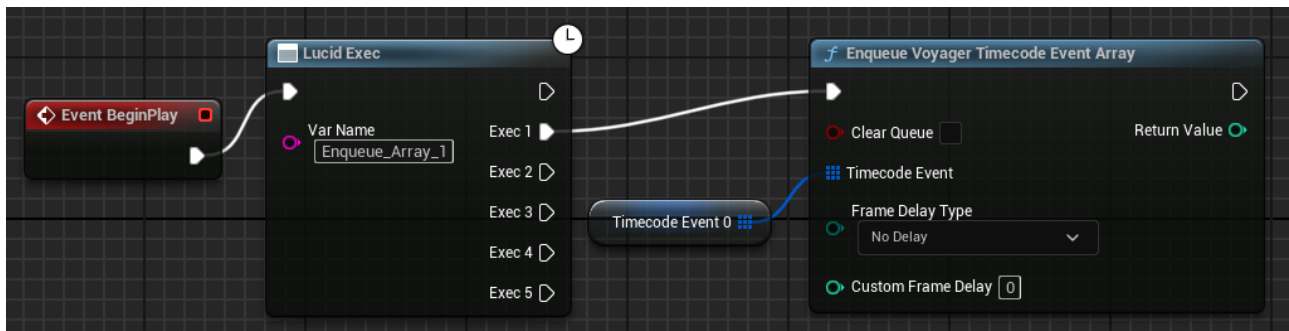 Event BeginPlay
Lucid Exec
Var Name
Enqueue_Array_1
Exec 1
Exec 2
Exec 3
Exec 4
Exec 5
Timecode Event 0
f Enqueue Voyager Timecode Event Array
Clear Queue
Return Value
Timecode Event
Frame Delay Type
No Delay
Custom Frame Delay 0